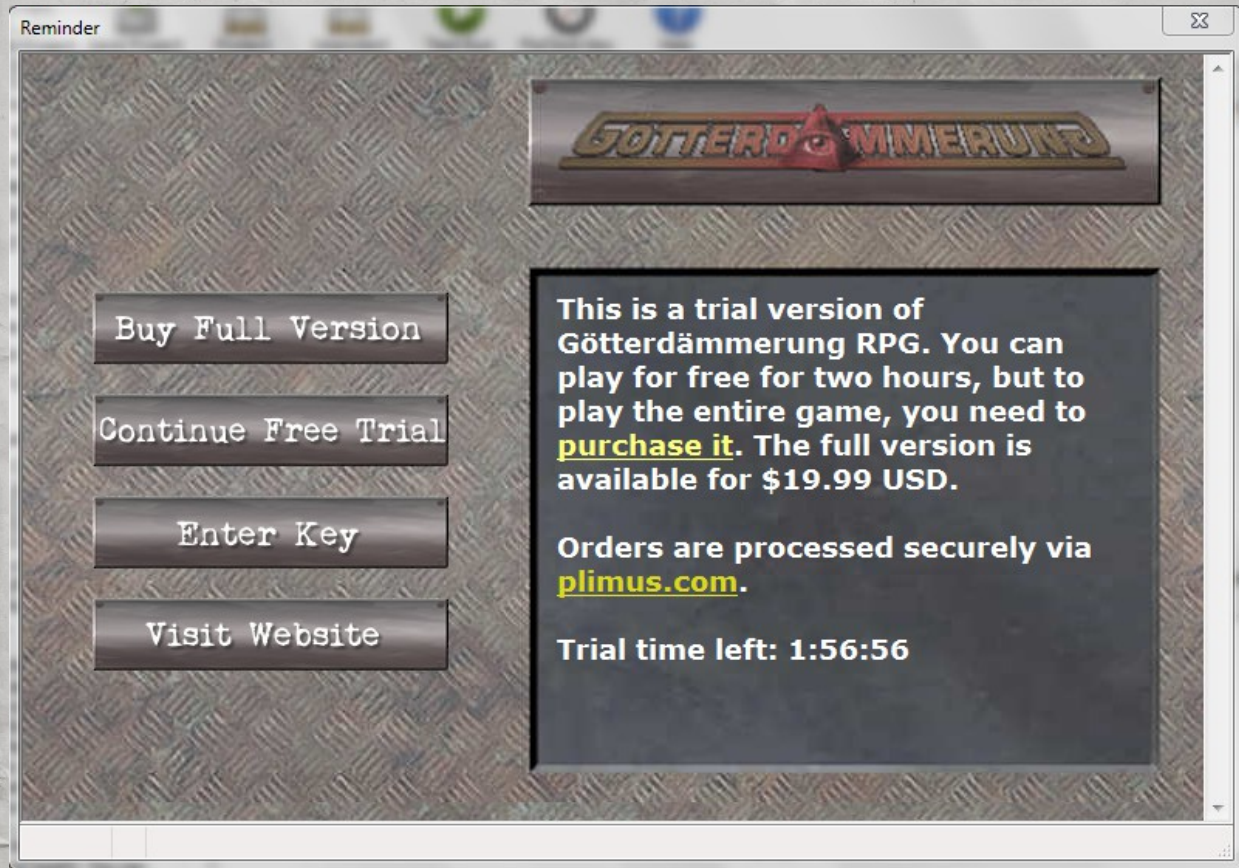 Reminder
GÖTTERDÄMMERUNG
Buy Full Version
Continue Free Trial
Enter Key
Visit Website
This is a trial version of
Götterdämmerung RPG. You can
play for free for two hours, but to
play the entire game, you need to
purchase it. The full version is
available for $19.99 USD.
Orders are processed securely via
plimus.com.
Trial time left: 1:56:56